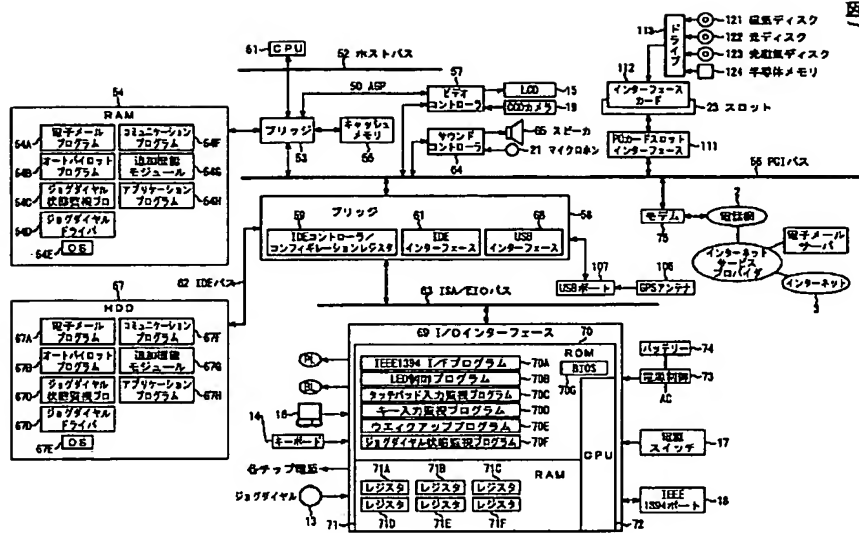 図
51
CPU
52 ホストバス
50 AGP
57
ビデオ
コントローラ
LCD
15
CCDカメラ
19
ドライブ
113
121 磁気ディスク
122 光ディスク
123 光磁気ディスク
124 半導体メモリ
112
インターフェース
カード
23 スロット
PCカードスロット
インターフェース
111
ブリッジ
53
キャッシュ
メモリ
55
サウンド
コントローラ
64
65 スピーカ
21 マイクロホン
56 PCIバス
54
RAM
電子メール
プログラム
54A
コミュニケーション
プログラム
54F
オートパイロット
プログラム
54B
追加機能
モジュール
54G
ジョグダイヤル
状態監視プロ
54C
アプリケーション
プログラム
54H
ジョグダイヤル
ドライバ
54D
OS
54E
ブリッジ
58
59
IDEコントローラ/
コンフィギレーションレジスタ
61
IDE
インターフェース
68
USB
インターフェース
モデム
75
2
電話網
電子メール
サーバ
インターネット
サービス
プロバイダ
インターネット
3
107
USBポート
106
GPSアンテナ
62 IDEバス
63 ISA/EIOバス
67
HDD
電子メール
プログラム
67A
コミュニケーション
プログラム
67F
オートパイロット
プログラム
67B
追加機能
モジュール
67G
ジョグダイヤル
状態監視プロ
67C
アプリケーション
プログラム
67H
ジョグダイヤル
ドライバ
67D
OS
67E
69 I/Oインターフェース
70
ROM
BIOS
70G
IEEE1394 I/Fプログラム
70A
LED制御プログラム
70B
タッチパッド入力監視プログラム
70C
キー入力監視プログラム
70D
ウエイクアッププログラム
70E
ジョグダイヤル状態監視プログラム
70F
CPU
72
RAM
71
71A
71B
71C
レジスタ
レジスタ
レジスタ
レジスタ
レジスタ
レジスタ
71D
71E
71F
PL
BL
16
14
キーボード
各チップ電源
ジョグダイヤル
13
バッテリー
74
電源制御
73
AC
電源
スイッチ
17
IEEE
1394ポート
18